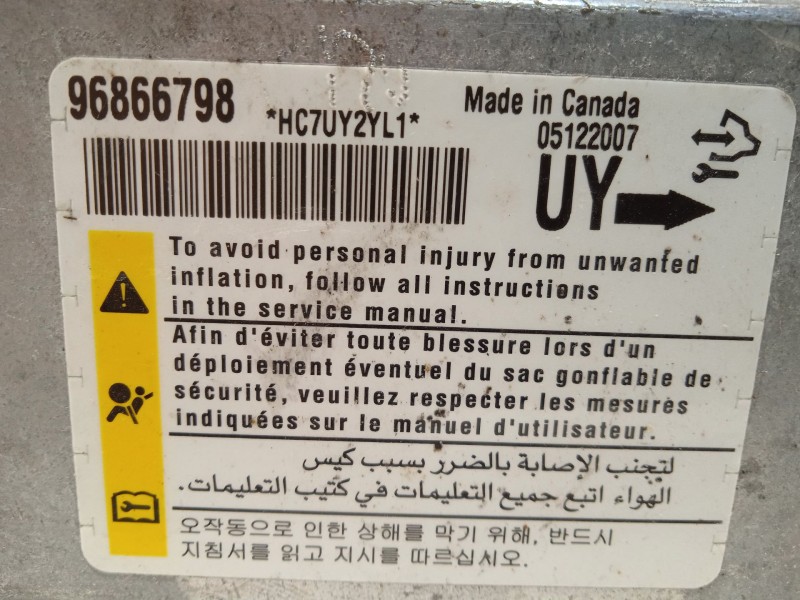 96866798
*HC7UY2YL1*
Made in Canada
05122007
UY
To avoid personal injury from unwanted
inflation, follow all instructions
in the service manual.
Afin d'éviter toute blessure lors d'un
déploiement éventuel du sac gonflable de
sécurité, veuillez respecter les mesures
indiquées sur le manuel d'utilisateur.
لتجنب الإصابة بالضرر بسبب كيس
الهواء اتبع جميع التعليمات في كتيب التعليمات.
오작동으로 인한 상해를 막기 위해, 반드시
지침서를 읽고 지시를 따르십시오.